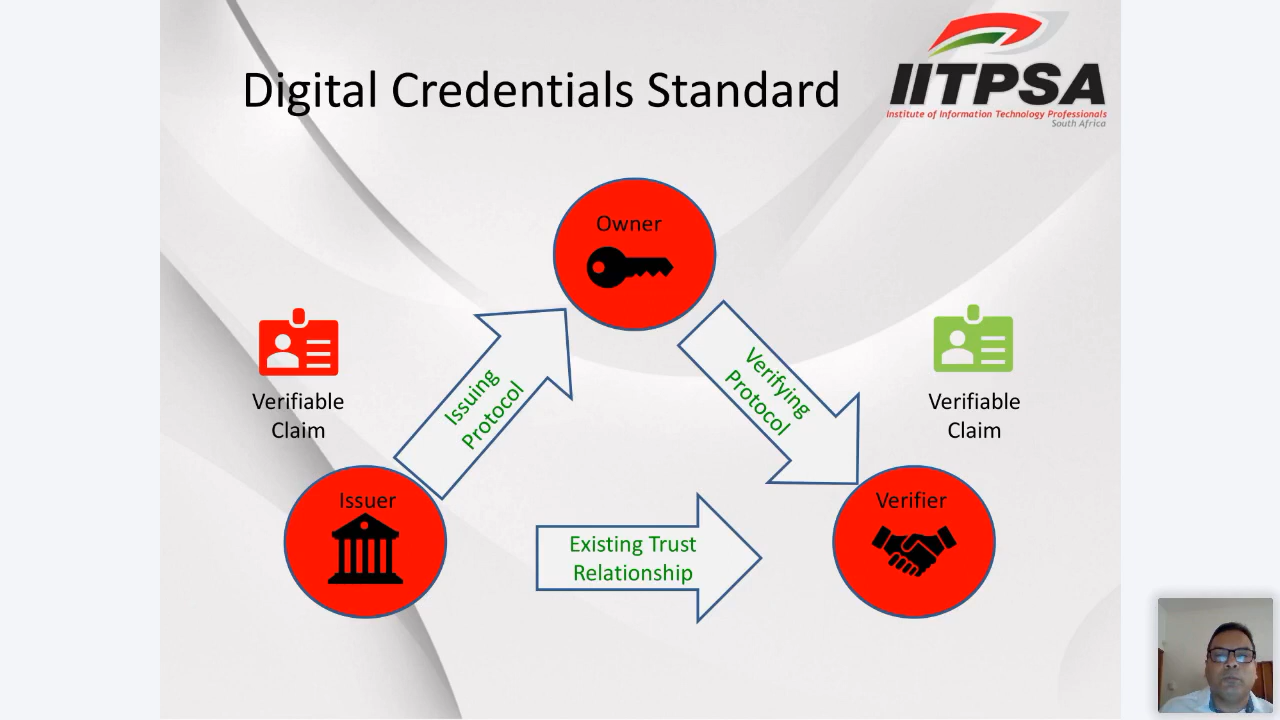 Digital Credentials Standard
IITPSA
Institute of Information Technology Professionals
South Africa
Owner
Verifiable
Claim
Issuing
Protocol
Verifying
Protocol
Verifiable
Claim
Issuer
Existing Trust
Relationship
Verifier